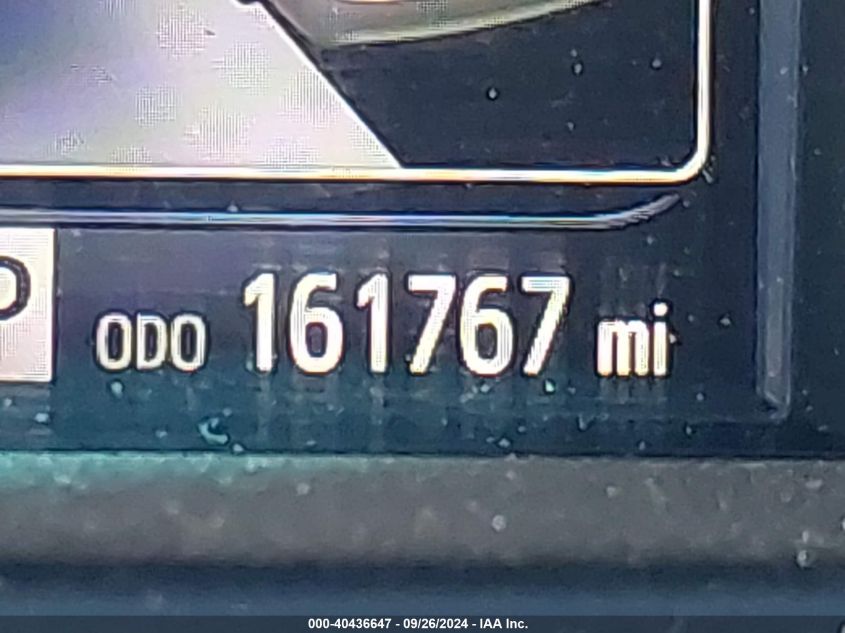 P
ODO 161767 mi
000-40436647 - 09/26/2024 - IAA Inc.